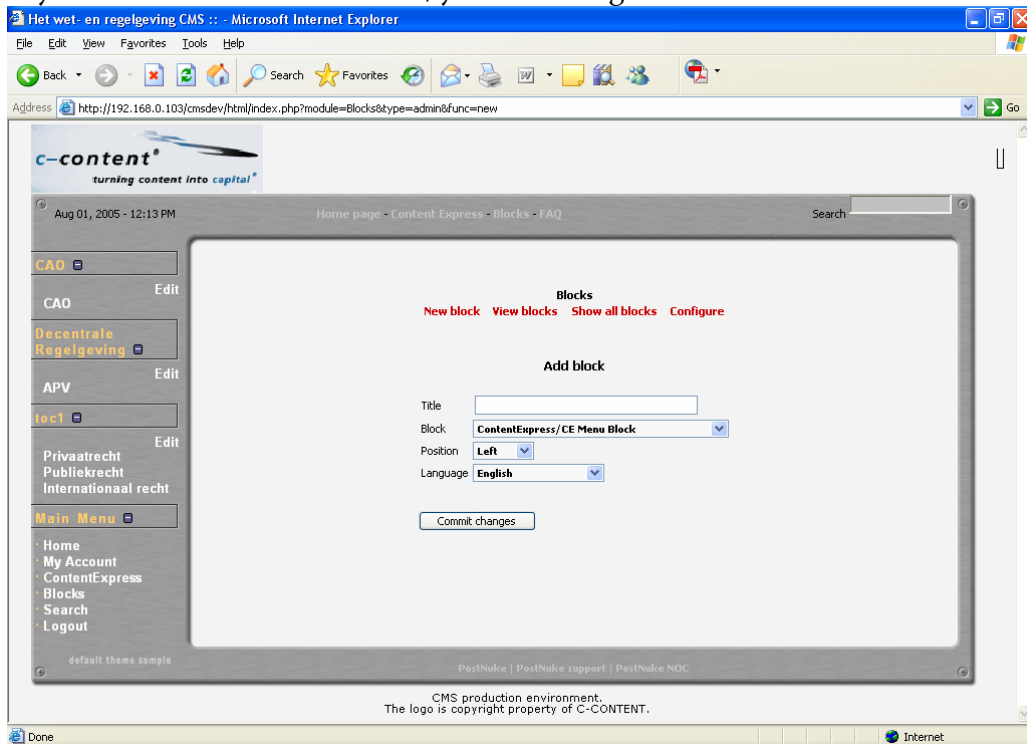 Het wet- en regelgeving CMS :: - Microsoft Internet Explorer
File Edit View Favorites Tools Help
Back Search Favorites
Address http://192.168.0.103/cmsdev/html/index.php?module=Blocks&type=admin&func=new Go
c-content®
turning content into capital®
Aug 01, 2005 - 12:13 PM Home page - Content Express - Blocks - FAQ Search
CAO
Edit
CAO
Decentrale
Regelgeving
Edit
APV
toc1
Edit
Privaatrecht
Publiekrecht
Internationaal recht
Main Menu
Home
My Account
ContentExpress
Blocks
Search
Logout
default theme sample
Blocks
New block View blocks Show all blocks Configure
Add block
Title
Block ContentExpress/CE Menu Block
Position Left
Language English
Commit changes
PostNuke | PostNuke support | PostNuke NOC
CMS production environment.
The logo is copyright property of C-CONTENT.
Done Internet